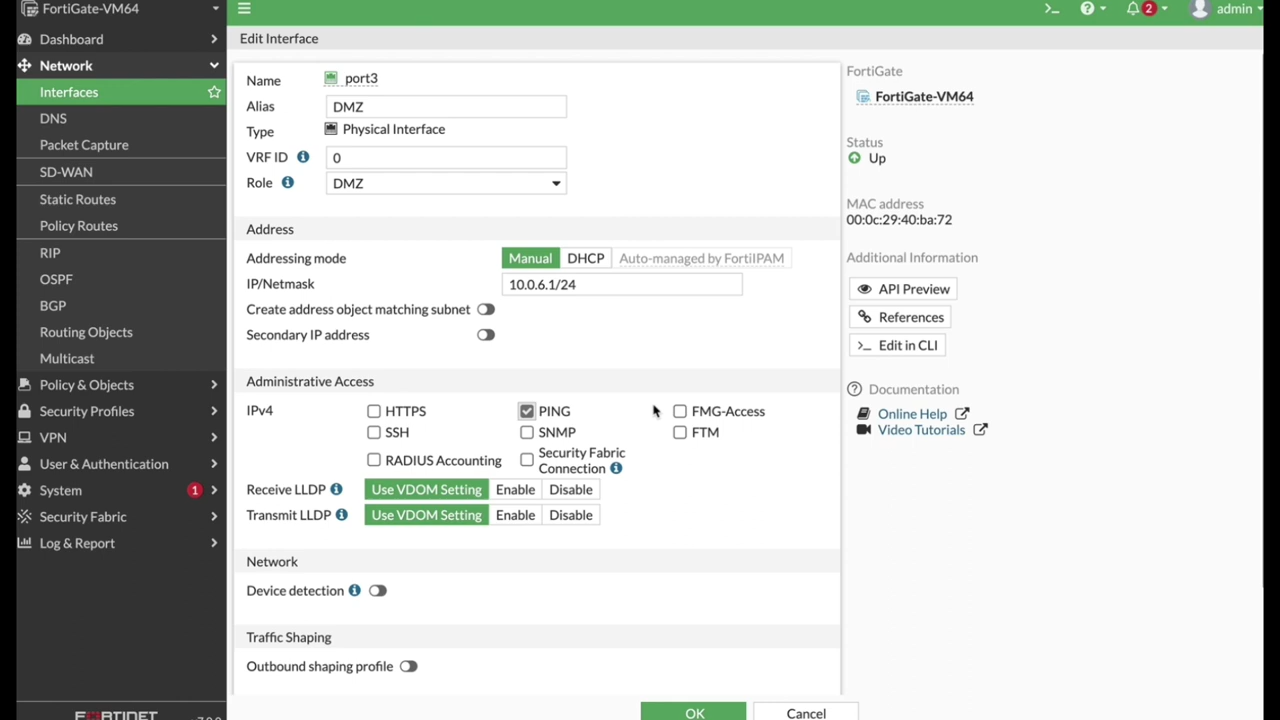 FortiGate-VM64
Dashboard
Network
Interfaces
DNS
Packet Capture
SD-WAN
Static Routes
Policy Routes
RIP
OSPF
BGP
Routing Objects
Multicast
Policy & Objects
Security Profiles
VPN
User & Authentication
System 1
Security Fabric
Log & Report
FORTINET
>_ 2 admin
Edit Interface
Name port3
Alias DMZ
Type Physical Interface
VRF ID 0
Role DMZ
Address
Addressing mode Manual DHCP Auto-managed by FortiIPAM
IP/Netmask 10.0.6.1/24
Create address object matching subnet
Secondary IP address
Administrative Access
IPv4 HTTPS PING FMG-Access
SSH SNMP FTM
RADIUS Accounting Security Fabric
Connection
Receive LLDP Use VDOM Setting Enable Disable
Transmit LLDP Use VDOM Setting Enable Disable
Network
Device detection
Traffic Shaping
Outbound shaping profile
OK Cancel
FortiGate
FortiGate-VM64
Status
Up
MAC address
00:0c:29:40:ba:72
Additional Information
API Preview
References
>_ Edit in CLI
Documentation
Online Help
Video Tutorials